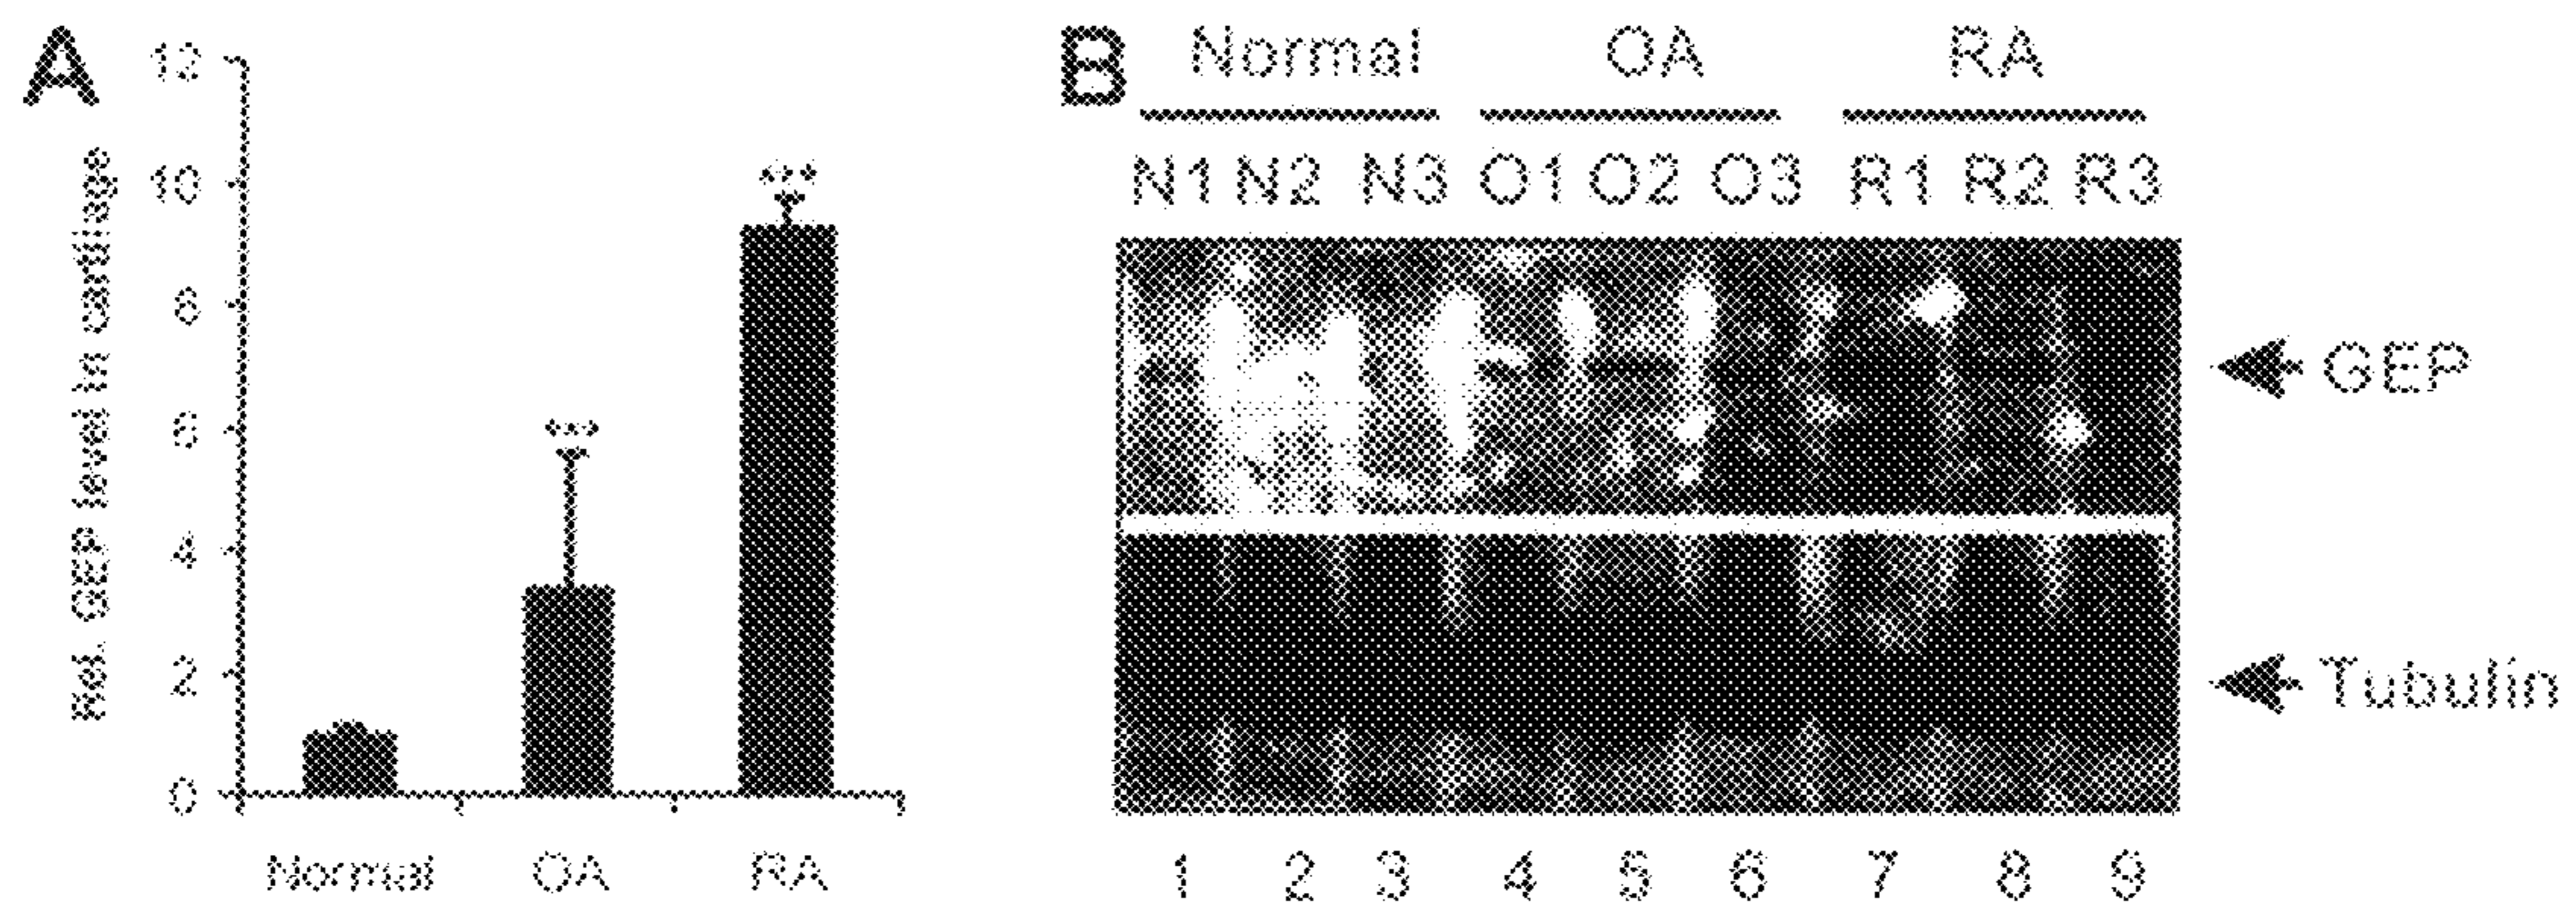 A
12
10
8
6
4
2
0
Rel. GEP level in cartilage
Normal OA RA
B
Normal OA RA
N1 N2 N3 O1 O2 O3 R1 R2 R3
GEP
Tubulin
1 2 3 4 5 6 7 8 9